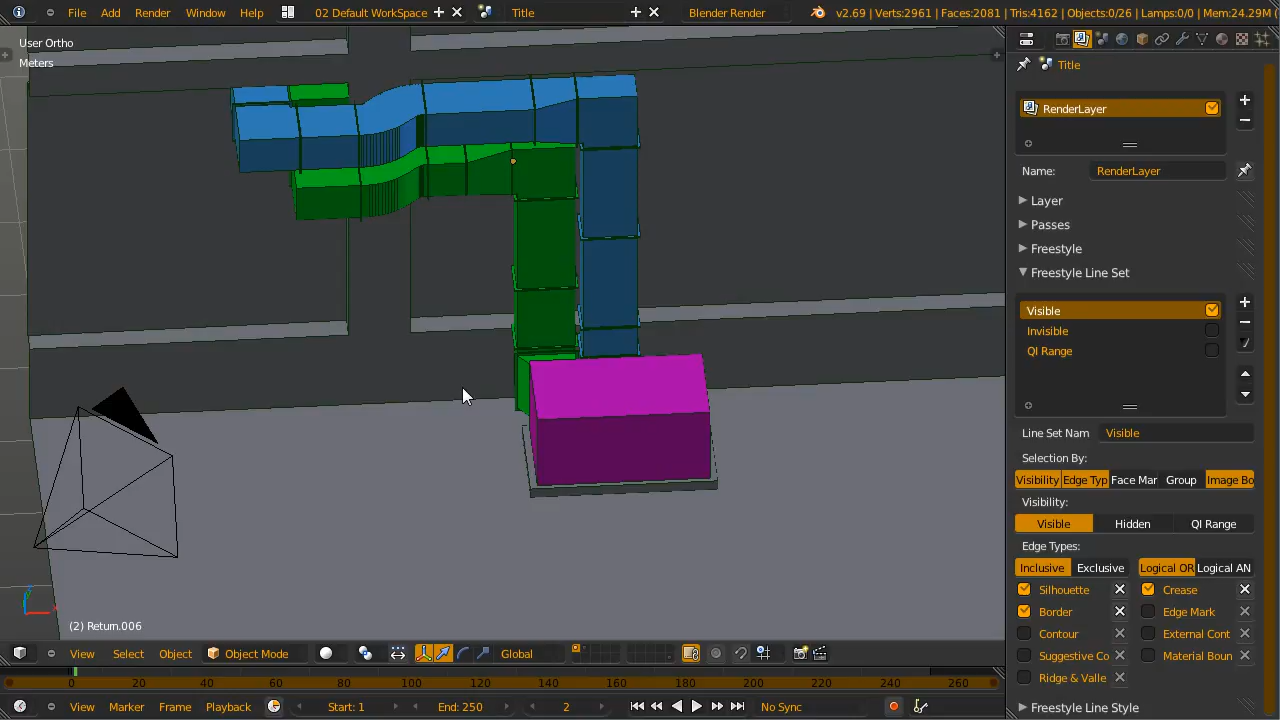 File Add Render Window Help 02 Default WorkSpace Title Blender Render v2.69 | Verts:2961 | Faces:2081 | Tris:4162 | Objects:0/26 | Lamps:0/0 | Mem:24.29M
User Ortho
Meters
Title
RenderLayer
Name: RenderLayer
Layer
Passes
Freestyle
Freestyle Line Set
Visible
Invisible
QI Range
Line Set Nam Visible
Selection By:
Visibility Edge Typ Face Mar Group Image Bo
Visibility:
Visible Hidden QI Range
Edge Types:
Inclusive Exclusive Logical OR Logical AN
Silhouette Crease
Border Edge Mark
Contour External Cont
Suggestive Co Material Boun
Ridge & Valle
Freestyle Line Style
(2) Return.006
View Select Object Object Mode Global
0 20 40 60 80 100 120 140 160 180 200 220 240 260
View Marker Frame Playback Start: 1 End: 250 2 No Sync